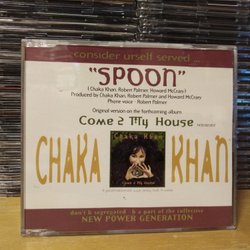 ...consider urself served...
"SPOON"
(Chaka Khan, Robert Palmer, Howard McCrary)
Produced by Chaka Khan, Robert Palmer and Howard McCrary
Phone voice - Robert Palmer
Original version on the forthcoming album
Come 2 My House
CHAKA KHAN
Chaka Khan
Come 2 My House
don't b segregated b a part of the collective
NEW POWER GENERATION